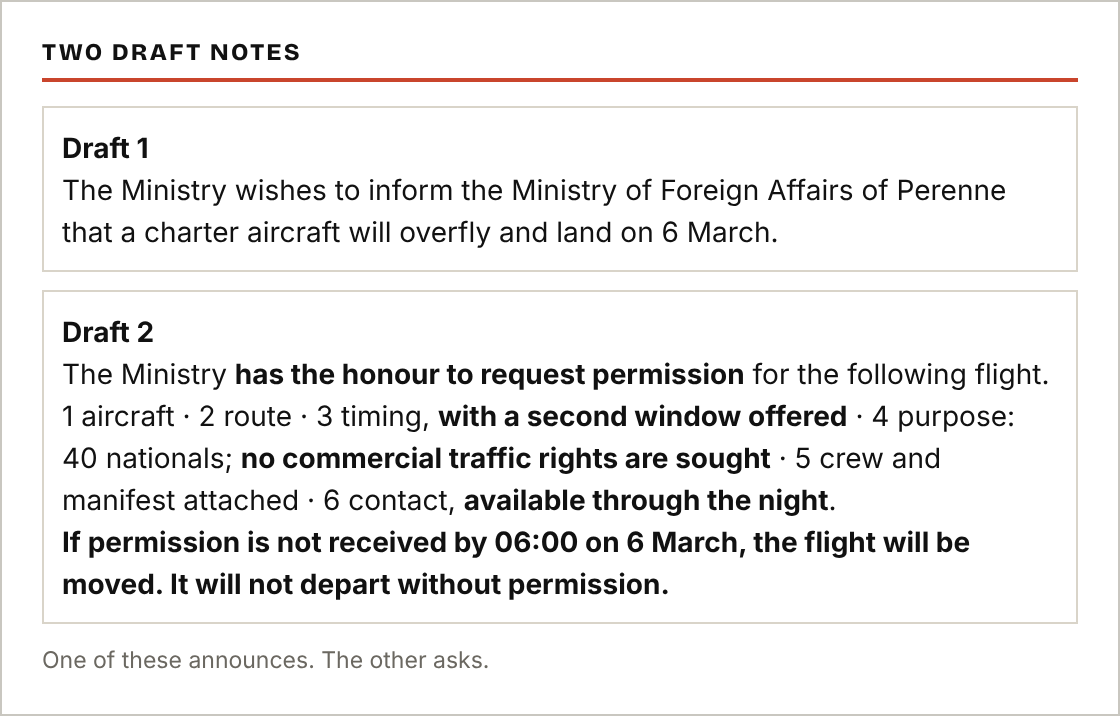 TWO DRAFT NOTES
Draft 1
The Ministry wishes to inform the Ministry of Foreign Affairs of Perenne
that a charter aircraft will overfly and land on 6 March.
Draft 2
The Ministry has the honour to request permission for the following flight.
1 aircraft · 2 route · 3 timing, with a second window offered · 4 purpose:
40 nationals; no commercial traffic rights are sought · 5 crew and
manifest attached · 6 contact, available through the night.
If permission is not received by 06:00 on 6 March, the flight will be
moved. It will not depart without permission.
One of these announces. The other asks.